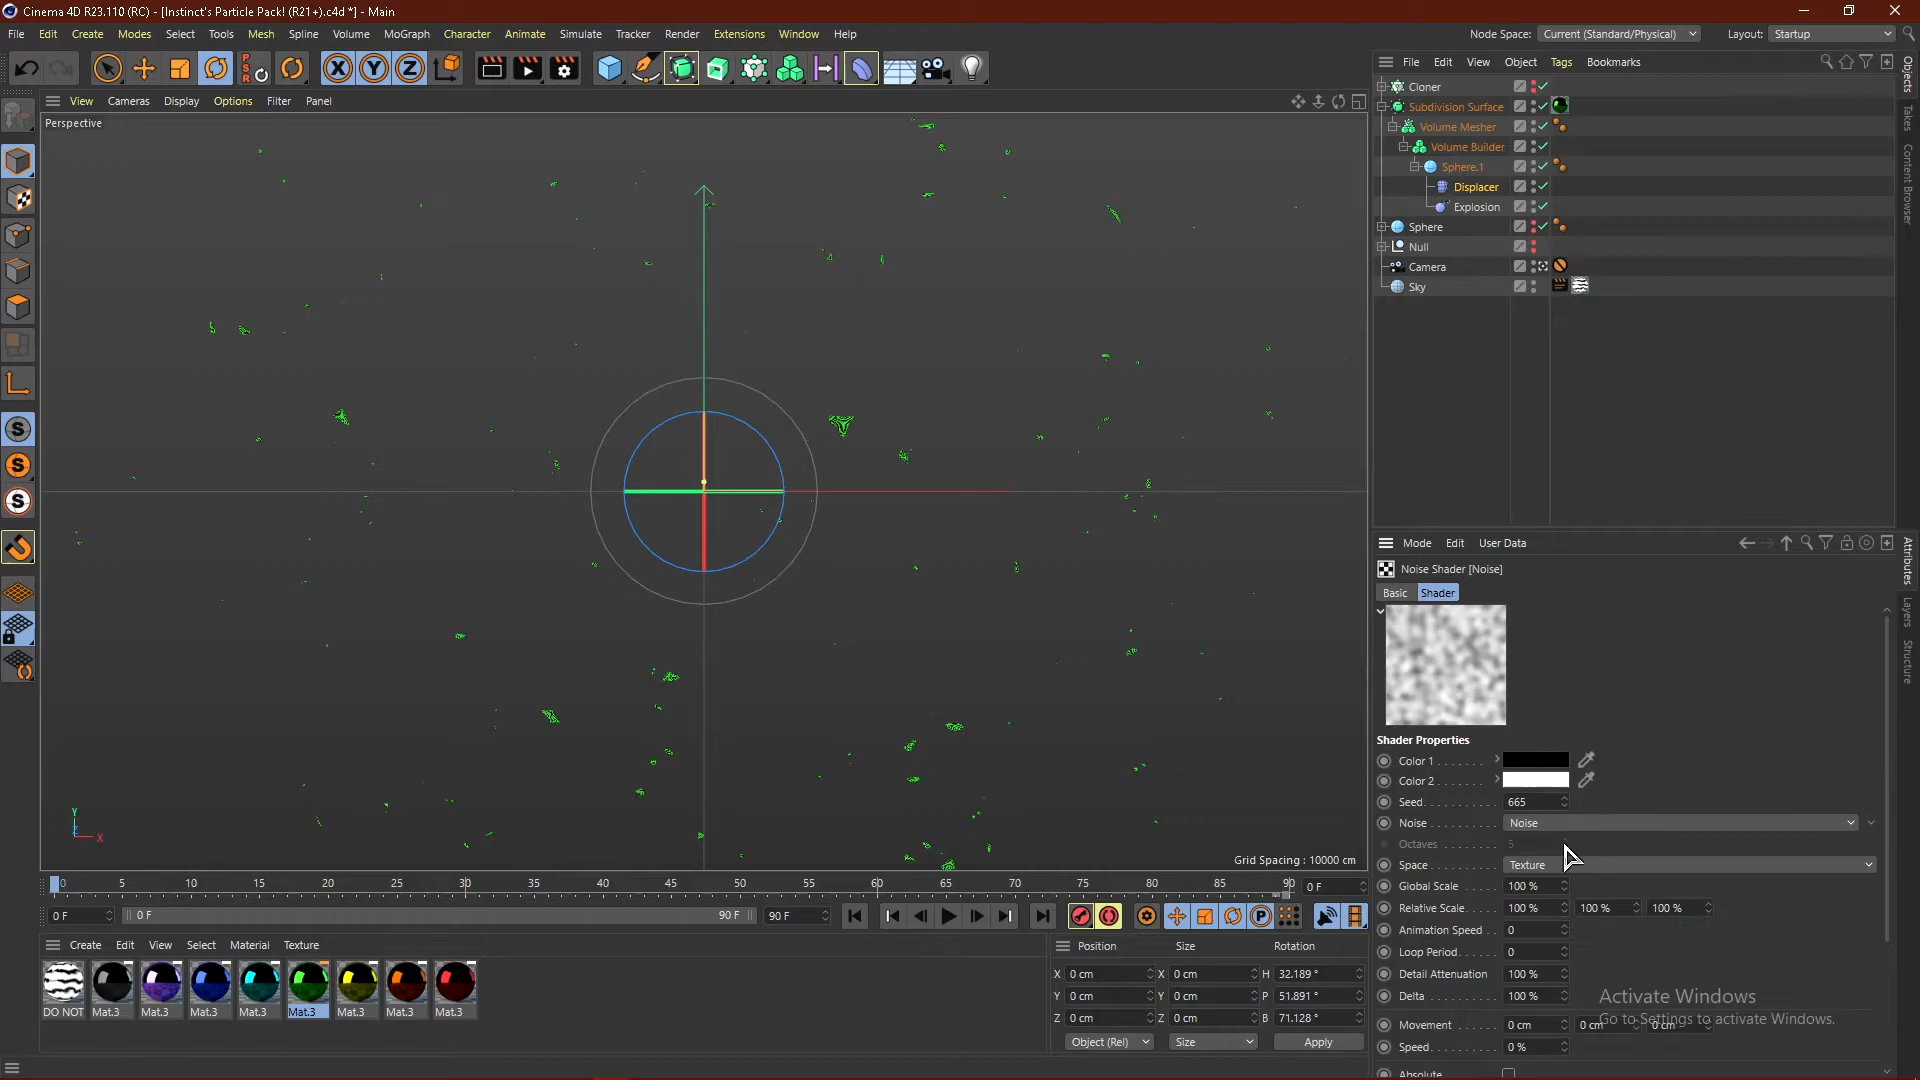 Cinema 4D R23.110 (RC) - [Instinct's Particle Pack! (R21+).c4d *] - Main
File Edit Create Modes Select Tools Mesh Spline Volume MoGraph Character Animate Simulate Tracker Render Extensions Window Help
Node Space: Current (Standard/Physical) Layout: Startup
File Edit View Object Tags Bookmarks
View Cameras Display Options Filter Panel
Perspective
Cloner
Subdivision Surface
Volume Mesher
Volume Builder
Sphere.1
Displacer
Explosion
Sphere
Null
Camera
Sky
Objects
Takes
Content Browser
Attributes
Layers
Structure
Mode Edit User Data
Noise Shader [Noise]
Basic Shader
Shader Properties
Color 1
Color 2
Seed 665
Noise Noise
Octaves 5
Space Texture
Global Scale 100 %
Relative Scale 100 % 100 % 100 %
Animation Speed 0
Loop Period 0
Detail Attenuation 100 %
Delta 100 %
Movement 0 cm 0 cm 0 cm
Speed 0 %
Absolute
Activate Windows
Go to Settings to activate Windows.
Y
Z
X
Grid Spacing : 10000 cm
0 5 10 15 20 25 30 35 40 45 50 55 60 65 70 75 80 85 90 0 F
0 F 0 F 90 F 90 F
Create Edit View Select Material Texture
DO NOT Mat.3 Mat.3 Mat.3 Mat.3 Mat.3 Mat.3 Mat.3 Mat.3
Position Size Rotation
X 0 cm X 0 cm H 32.189 °
Y 0 cm Y 0 cm P 51.891 °
Z 0 cm Z 0 cm B 71.128 °
Object (Rel) Size Apply